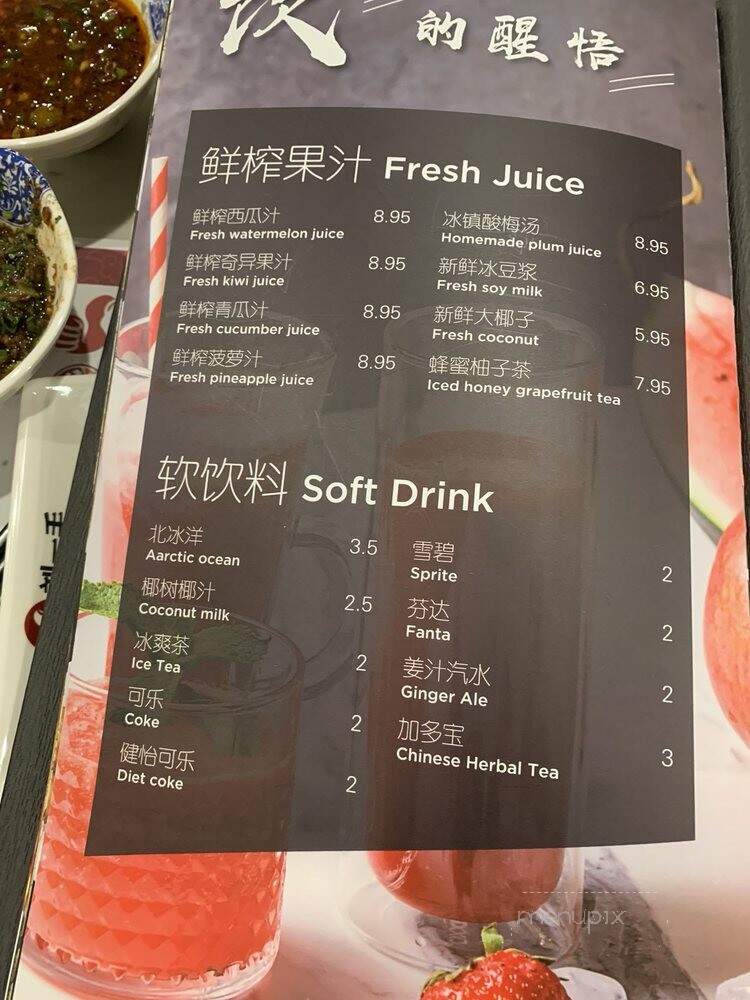 饮
的醒悟
鲜榨果汁 Fresh Juice
鲜榨西瓜汁
Fresh watermelon juice
8.95
鲜榨奇异果汁
Fresh kiwi juice
8.95
鲜榨青瓜汁
Fresh cucumber juice
8.95
鲜榨菠萝汁
Fresh pineapple juice
8.95
冰镇酸梅汤
Homemade plum juice
8.95
新鲜冰豆浆
Fresh soy milk
6.95
新鲜大椰子
Fresh coconut
5.95
蜂蜜柚子茶
Iced honey grapefruit tea
7.95
软饮料 Soft Drink
北冰洋
Aarctic ocean
3.5
椰树椰汁
Coconut milk
2.5
冰爽茶
Ice Tea
2
可乐
Coke
2
健怡可乐
Diet coke
2
雪碧
Sprite
2
芬达
Fanta
2
姜汁汽水
Ginger Ale
2
加多宝
Chinese Herbal Tea
3
menupix